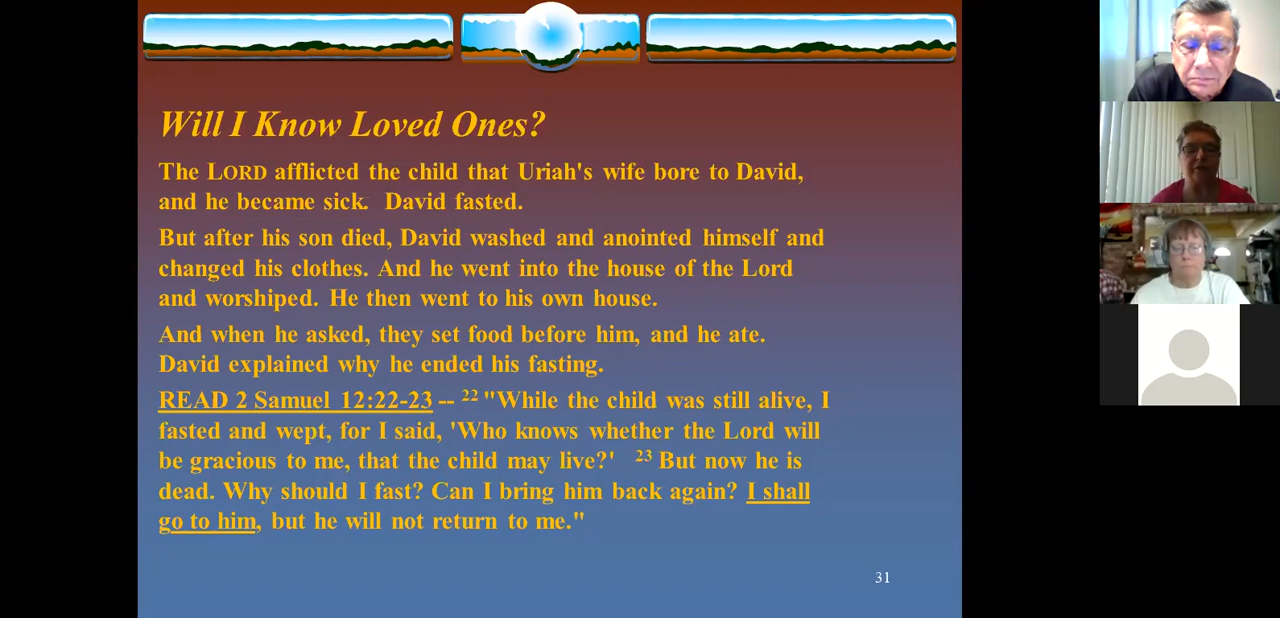 Will I Know Loved Ones?
The LORD afflicted the child that Uriah's wife bore to David,
and he became sick.  David fasted.
But after his son died, David washed and anointed himself and
changed his clothes. And he went into the house of the Lord
and worshiped. He then went to his own house.
And when he asked, they set food before him, and he ate.
David explained why he ended his fasting.
READ 2 Samuel 12:22-23 -- 22 "While the child was still alive, I
fasted and wept, for I said, 'Who knows whether the Lord will
be gracious to me, that the child may live?'  23 But now he is
dead. Why should I fast? Can I bring him back again? I shall
go to him, but he will not return to me."
31